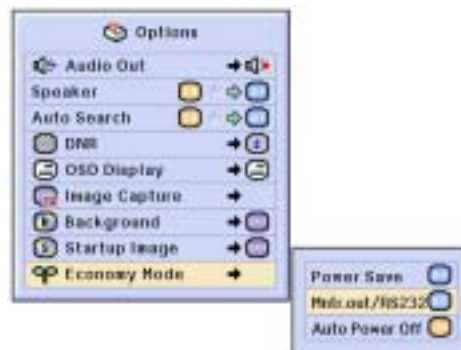 Options
Audio Out
Speaker
Auto Search
DNR
OSD Display
Image Capture
Background
Startup Image
Economy Mode
Power Save
Mntr.out/RS232
Auto Power Off